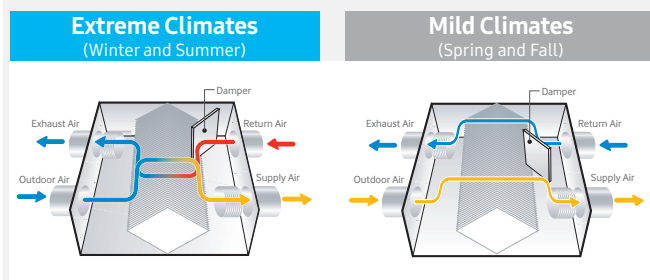 Extreme Climates
(Winter and Summer)
Damper
Exhaust Air
Return Air
Outdoor Air
Supply Air
Mild Climates
(Spring and Fall)
Damper
Exhaust Air
Return Air
Outdoor Air
Supply Air